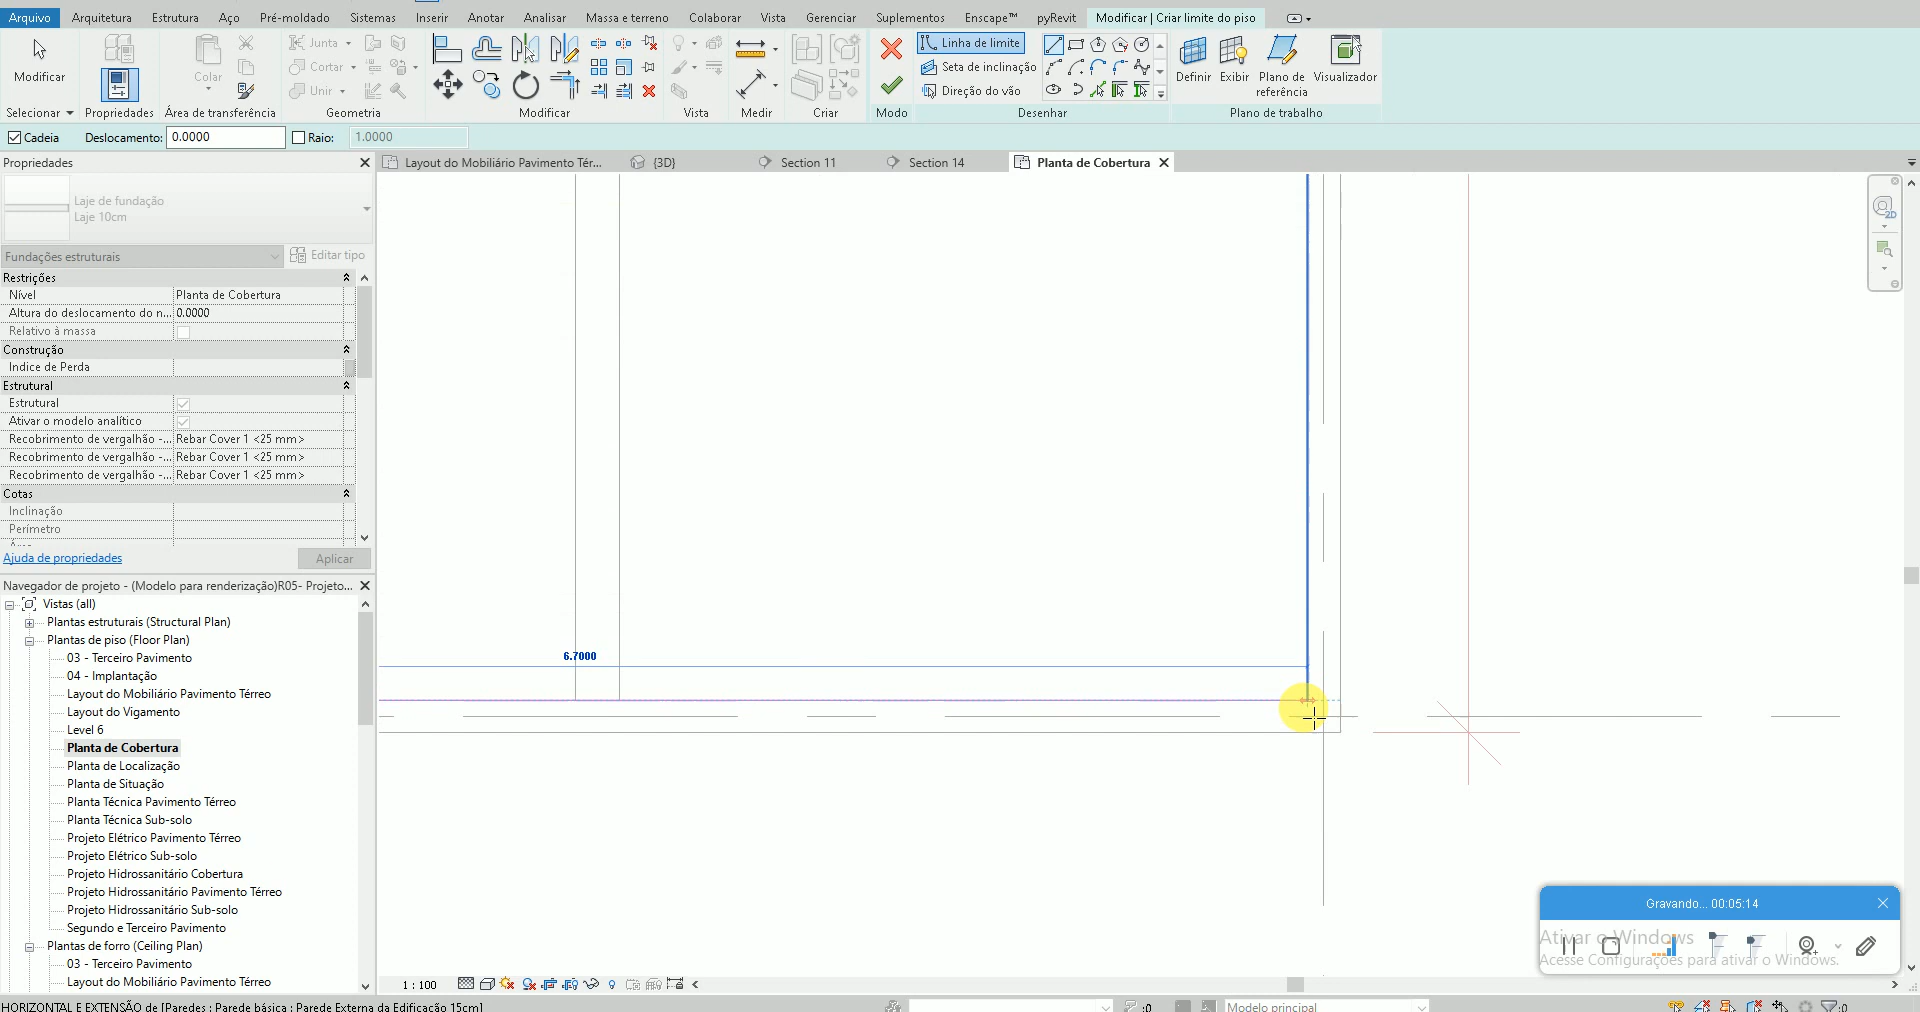 Arquivo Arquitetura Estrutura Aço Pré-moldado Sistemas Inserir Anotar Analisar Massa e terreno Colaborar Vista Gerenciar Suplementos Enscape™ pyRevit Modificar | Criar limite do piso
Modificar
Selecionar
Propriedades
Colar
Área de transferência
Junta
Cortar
Unir
Geometria
Modificar
Vista
Medir
Criar
Modo
Linha de limite
Seta de inclinação
Direção do vão
Desenhar
Definir Exibir Plano de referência Visualizador
Plano de trabalho
Cadeia Deslocamento: 0.0000 Raio: 1.0000
Propriedades
Laje de fundação
Laje 10cm
Fundações estruturais Editar tipo
Restrições
Nível Planta de Cobertura
Altura do deslocamento do n... 0.0000
Relativo à massa
Construção
Indice de Perda
Estrutural
Estrutural
Ativar o modelo analítico
Recobrimento de vergalhão -... Rebar Cover 1 <25 mm>
Recobrimento de vergalhão -... Rebar Cover 1 <25 mm>
Recobrimento de vergalhão -... Rebar Cover 1 <25 mm>
Cotas
Inclinação
Perímetro
Ajuda de propriedades Aplicar
Navegador de projeto - (Modelo para renderização)R05- Projeto...
Vistas (all)
Plantas estruturais (Structural Plan)
Plantas de piso (Floor Plan)
03 - Terceiro Pavimento
04 - Implantação
Layout do Mobiliário Pavimento Térreo
Layout do Vigamento
Level 6
Planta de Cobertura
Planta de Localização
Planta de Situação
Planta Técnica Pavimento Térreo
Planta Técnica Sub-solo
Projeto Elétrico Pavimento Térreo
Projeto Elétrico Sub-solo
Projeto Hidrossanitário Cobertura
Projeto Hidrossanitário Pavimento Térreo
Projeto Hidrossanitário Sub-solo
Segundo e Terceiro Pavimento
Plantas de forro (Ceiling Plan)
03 - Terceiro Pavimento
Layout do Mobiliário Pavimento Térreo
Layout do Mobiliário Pavimento Tér... {3D} Section 11 Section 14 Planta de Cobertura
2D
6.7000
Gravando... 00:05:14
Ativar o Windows
Acesse Configurações para ativar o Windows.
1 : 100
HORIZONTAL E EXTENSÃO de [Paredes : Parede básica : Parede Externa da Edificação 15cm]
:0
Modelo principal
:0